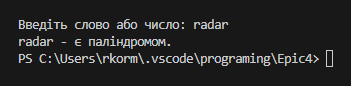 Введіть слово або число: radar
radar - є паліндромом.
PS C:\Users\rkorm\.vscode\programing\Epic4>